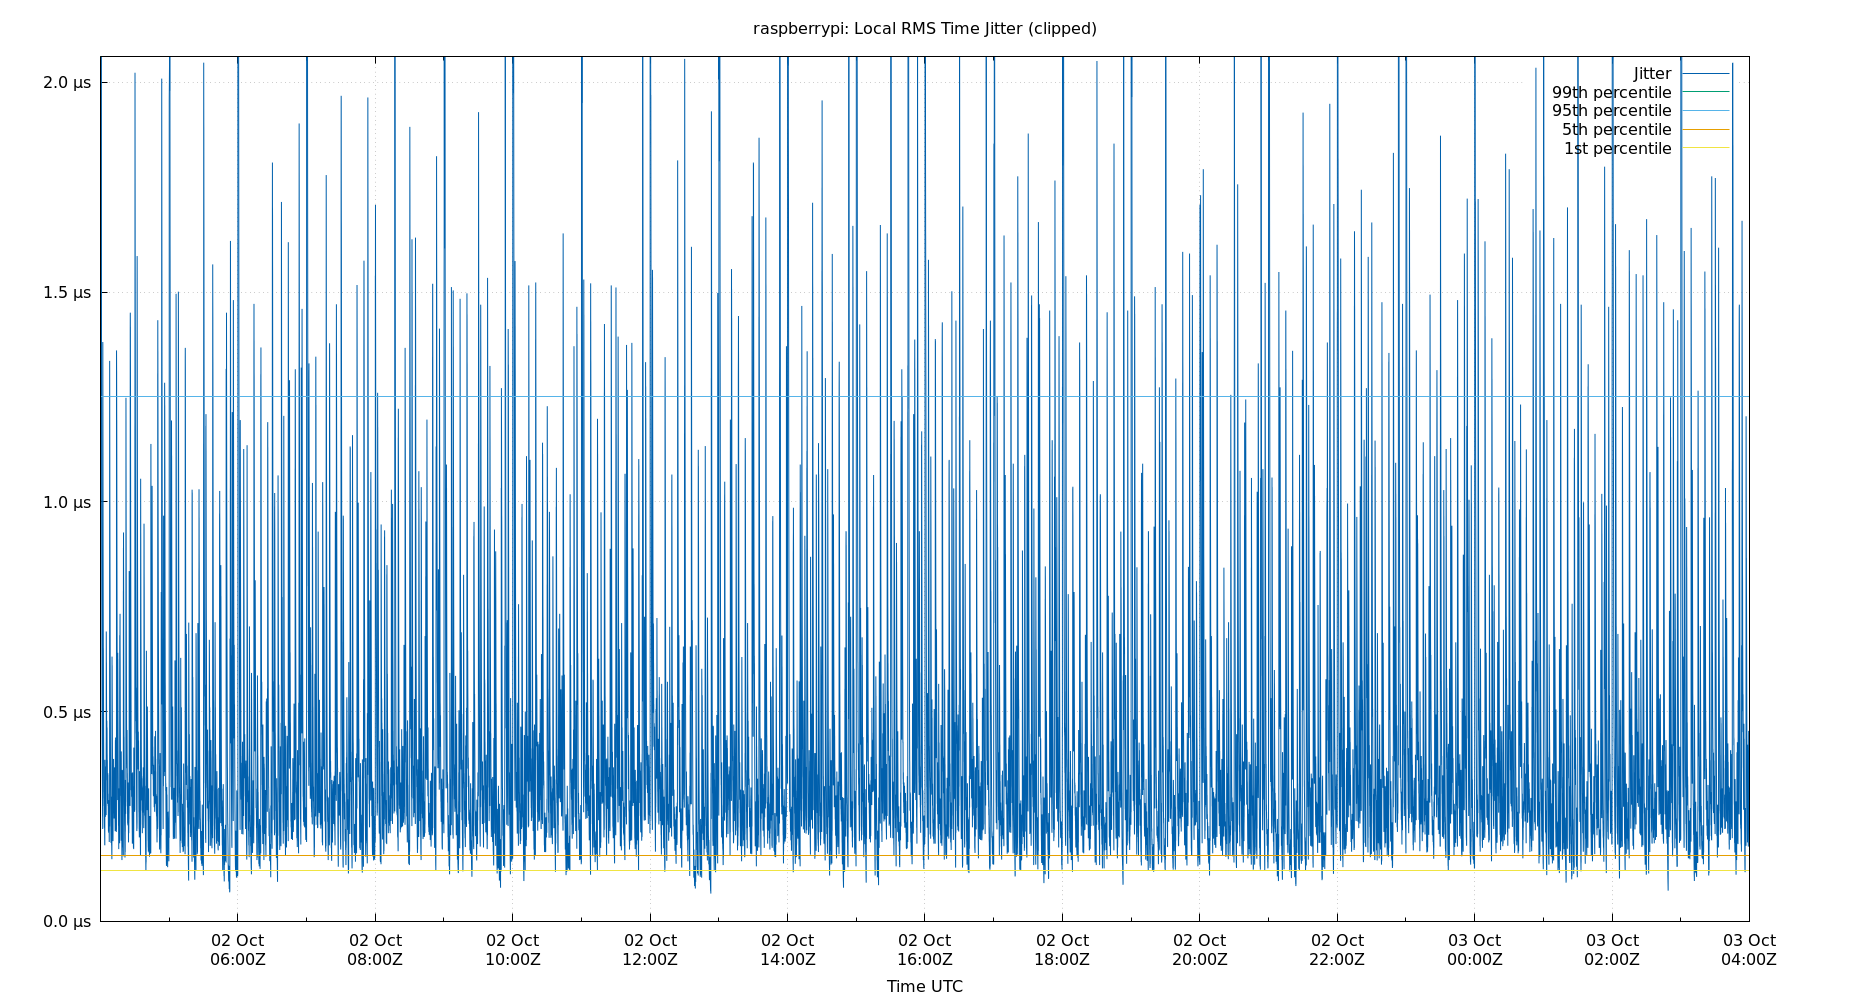 raspberrypi: Local RMS Time Jitter (clipped)
2.0 µs
1.5 µs
1.0 µs
0.5 µs
0.0 µs
Jitter
99th percentile
95th percentile
5th percentile
1st percentile
02 Oct 02 Oct 02 Oct 02 Oct 02 Oct 02 Oct 02 Oct 02 Oct 02 Oct 03 Oct 03 Oct 03 Oct
06:00Z 08:00Z 10:00Z 12:00Z 14:00Z 16:00Z 18:00Z 20:00Z 22:00Z 00:00Z 02:00Z 04:00Z
Time UTC